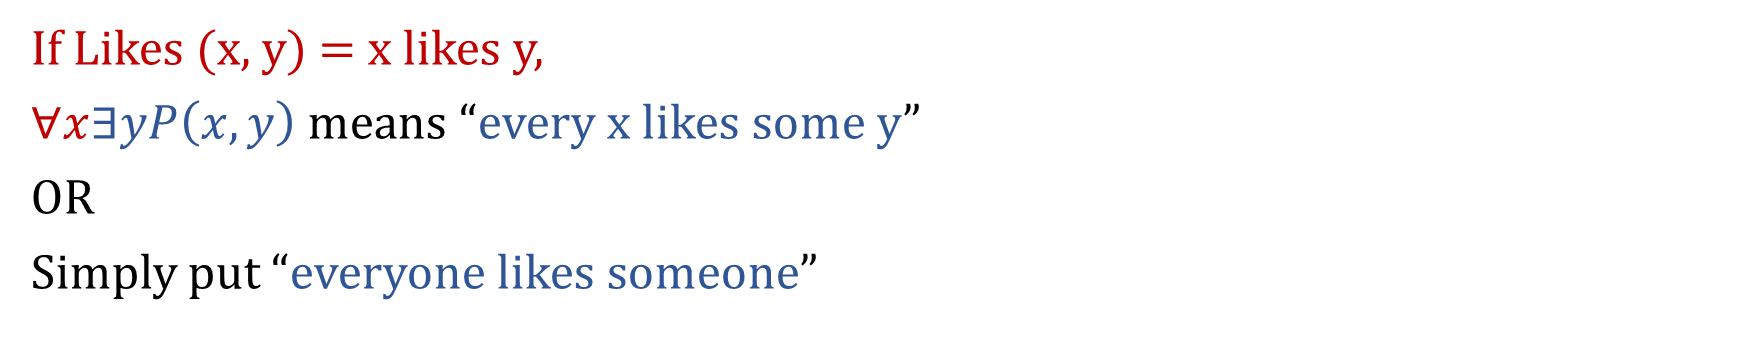 If Likes (x, y) = x likes y,
∀x∃yP(x, y) means “every x likes some y”
OR
Simply put “everyone likes someone”